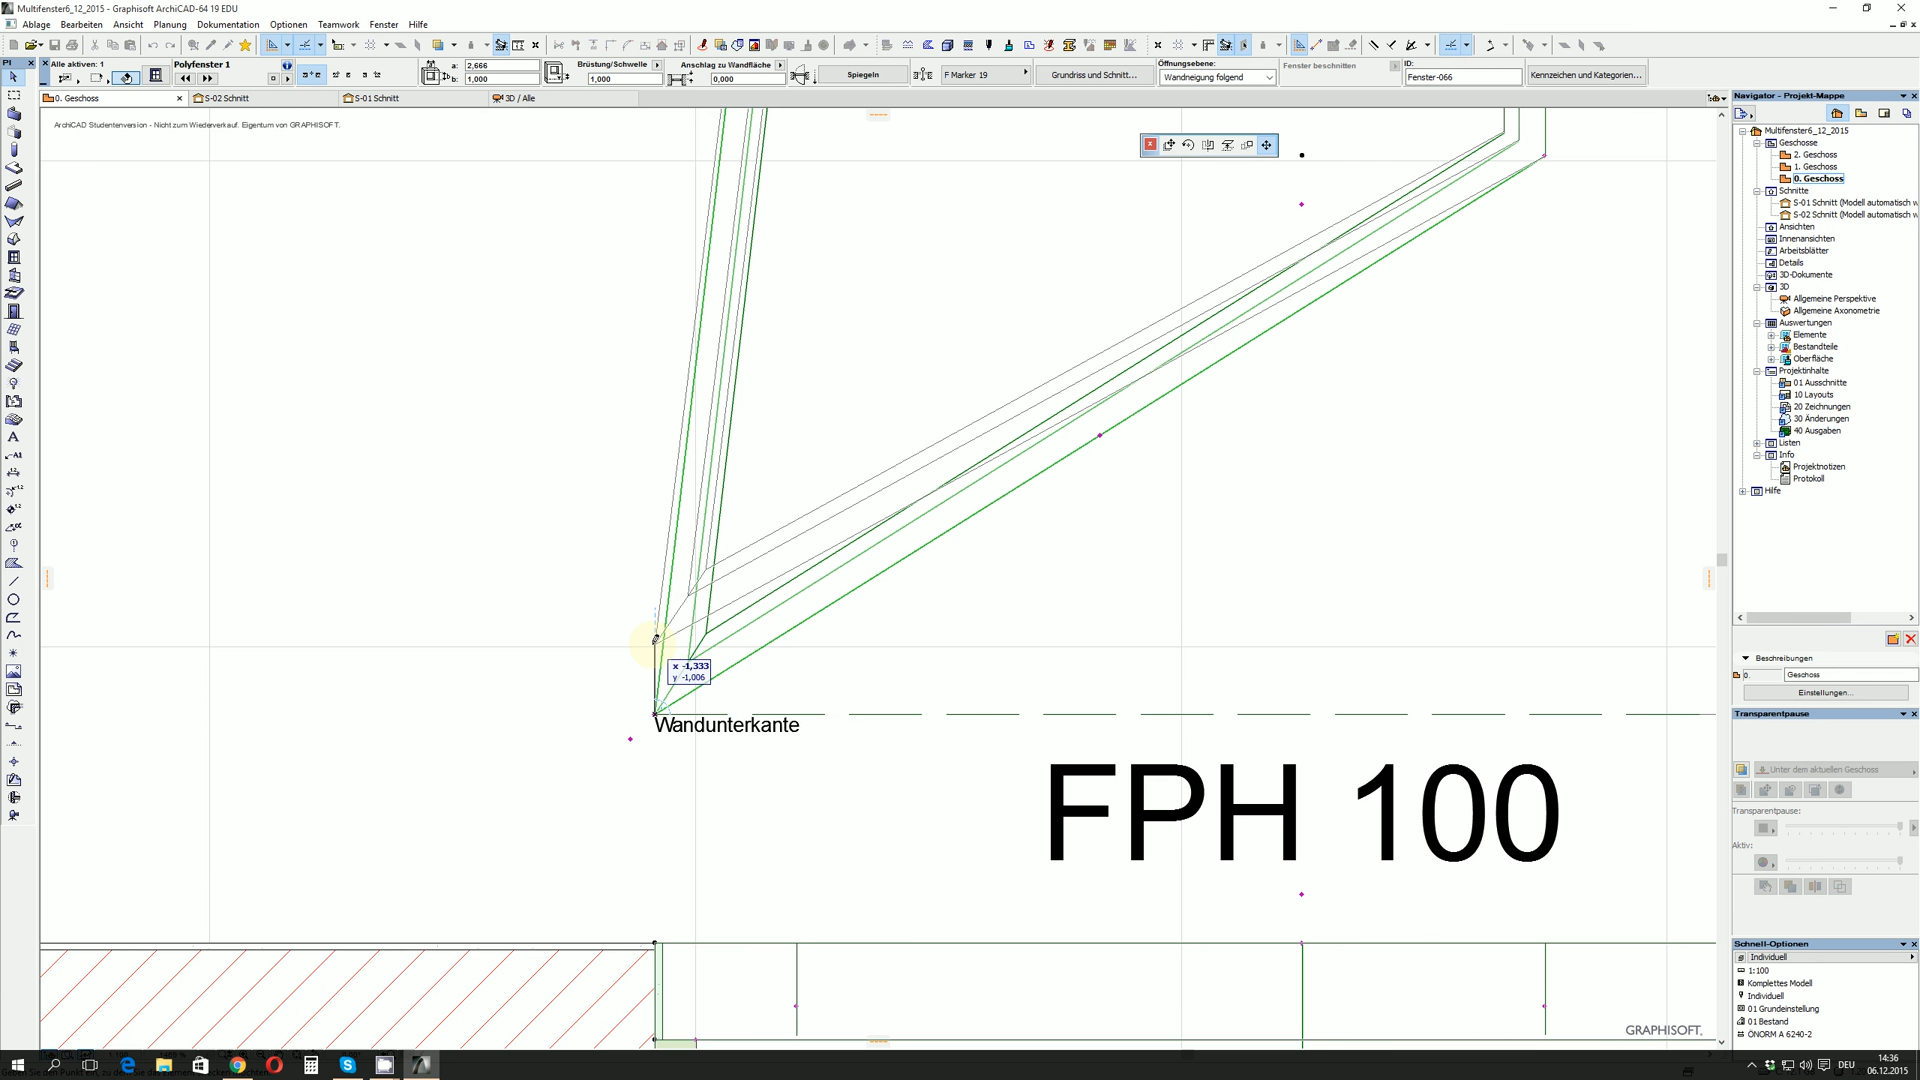 Multifenster6_12_2015 - Graphisoft ArchiCAD-64 19 EDU
Ablage Bearbeiten Ansicht Planung Dokumentation Optionen Teamwork Fenster Hilfe
Alle aktiven: 1
Polyfenster 1
a: 2,666
b: 1,000
Brüstung/Schwelle
1,000
Anschlag zu Wandfläche
0,000
Spiegeln
F Marker 19
Grundriss und Schnitt...
Öffnungsebene:
Wandneigung folgend
Fenster beschnitten
ID:
Fenster-066
Kennzeichen und Kategorien...
0. Geschoss
S-02 Schnitt
S-01 Schnitt
3D / Alle
ArchiCAD Studentenversion - Nicht zum Wiederverkauf. Eigentum von GRAPHISOFT.
x -1,333
y -1,006
Wandunterkante
FPH 100
GRAPHISOFT.
Navigator - Projekt-Mappe
Multifenster6_12_2015
Geschosse
2. Geschoss
1. Geschoss
0. Geschoss
Schnitte
S-01 Schnitt (Modell automatisch w
S-02 Schnitt (Modell automatisch w
Ansichten
Innenansichten
Arbeitsblätter
Details
3D-Dokumente
3D
Allgemeine Perspektive
Allgemeine Axonometrie
Auswertungen
Elemente
Bestandteile
Oberfläche
Projektinhalte
01 Ausschnitte
10 Layouts
20 Zeichnungen
30 Änderungen
40 Ausgaben
Listen
Info
Projektnotizen
Protokoll
Hilfe
Beschreibungen
0.
Geschoss
Einstellungen...
Transparentpause
Unter dem aktuellen Geschoss
Transparentpause:
Aktiv:
Schnell-Optionen
Individuell
1:100
Komplettes Modell
Individuell
01 Grundeinstellung
01 Bestand
ÖNORM A 6240-2
DEU
14:36
06.12.2015